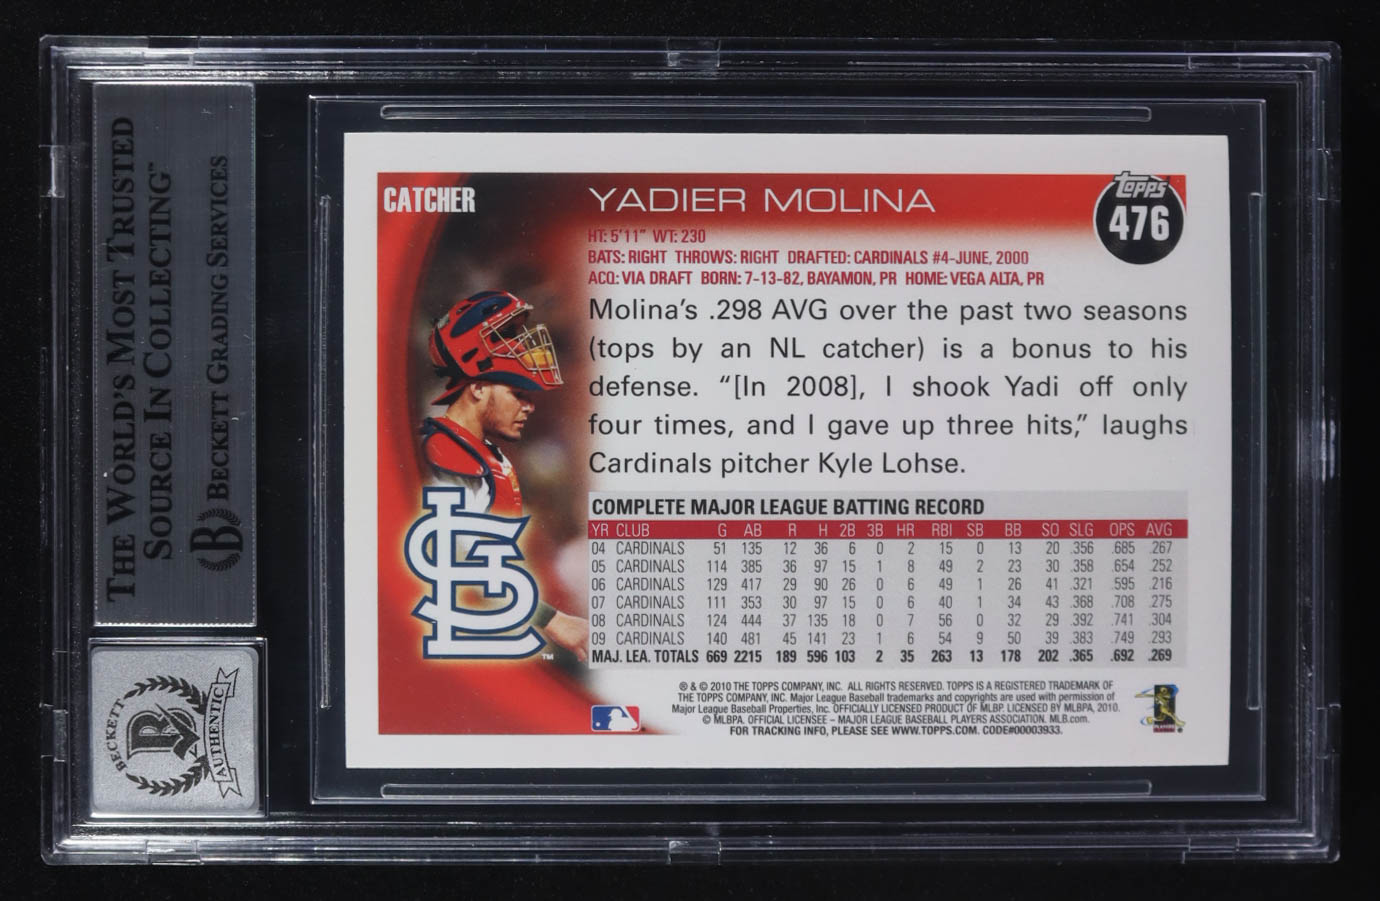 THE WORLD'S MOST TRUSTED
SOURCE IN COLLECTING™
BECKETT GRADING SERVICES
B
BECKETT
AUTHENTIC
CATCHER
YADIER MOLINA
Topps
476
HT: 5'11" WT: 230
BATS: RIGHT THROWS: RIGHT DRAFTED: CARDINALS #4-JUNE, 2000
ACQ: VIA DRAFT BORN: 7-13-82, BAYAMON, PR HOME: VEGA ALTA, PR
Molina's .298 AVG over the past two seasons
(tops by an NL catcher) is a bonus to his
defense. “[In 2008], I shook Yadi off only
four times, and I gave up three hits,” laughs
Cardinals pitcher Kyle Lohse.
COMPLETE MAJOR LEAGUE BATTING RECORD
YR CLUB G AB R H 2B 3B HR RBI SB BB SO SLG OPS AVG
04 CARDINALS 51 135 12 36 6 0 2 15 0 13 20 .356 .685 .267
05 CARDINALS 114 385 36 97 15 1 8 49 2 23 30 .358 .654 .252
06 CARDINALS 129 417 29 90 26 0 6 49 1 26 41 .321 .595 .216
07 CARDINALS 111 353 30 97 15 0 6 40 1 34 43 .368 .708 .275
08 CARDINALS 124 444 37 135 18 0 7 56 0 32 29 .392 .741 .304
09 CARDINALS 140 481 45 141 23 1 6 54 9 50 39 .383 .749 .293
MAJ. LEA. TOTALS 669 2215 189 596 103 2 35 263 13 178 202 .365 .692 .269
STL™
® & © 2010 THE TOPPS COMPANY, INC. ALL RIGHTS RESERVED. TOPPS IS A REGISTERED TRADEMARK OF
THE TOPPS COMPANY, INC. Major League Baseball trademarks and copyrights are used with permission of
Major League Baseball Properties, Inc. OFFICIALLY LICENSED PRODUCT OF MLBP. LICENSED BY MLBPA, 2010.
© MLBPA. OFFICIAL LICENSEE – MAJOR LEAGUE BASEBALL PLAYERS ASSOCIATION. MLB.com.
FOR TRACKING INFO, PLEASE SEE WWW.TOPPS.COM. CODE#00003933.